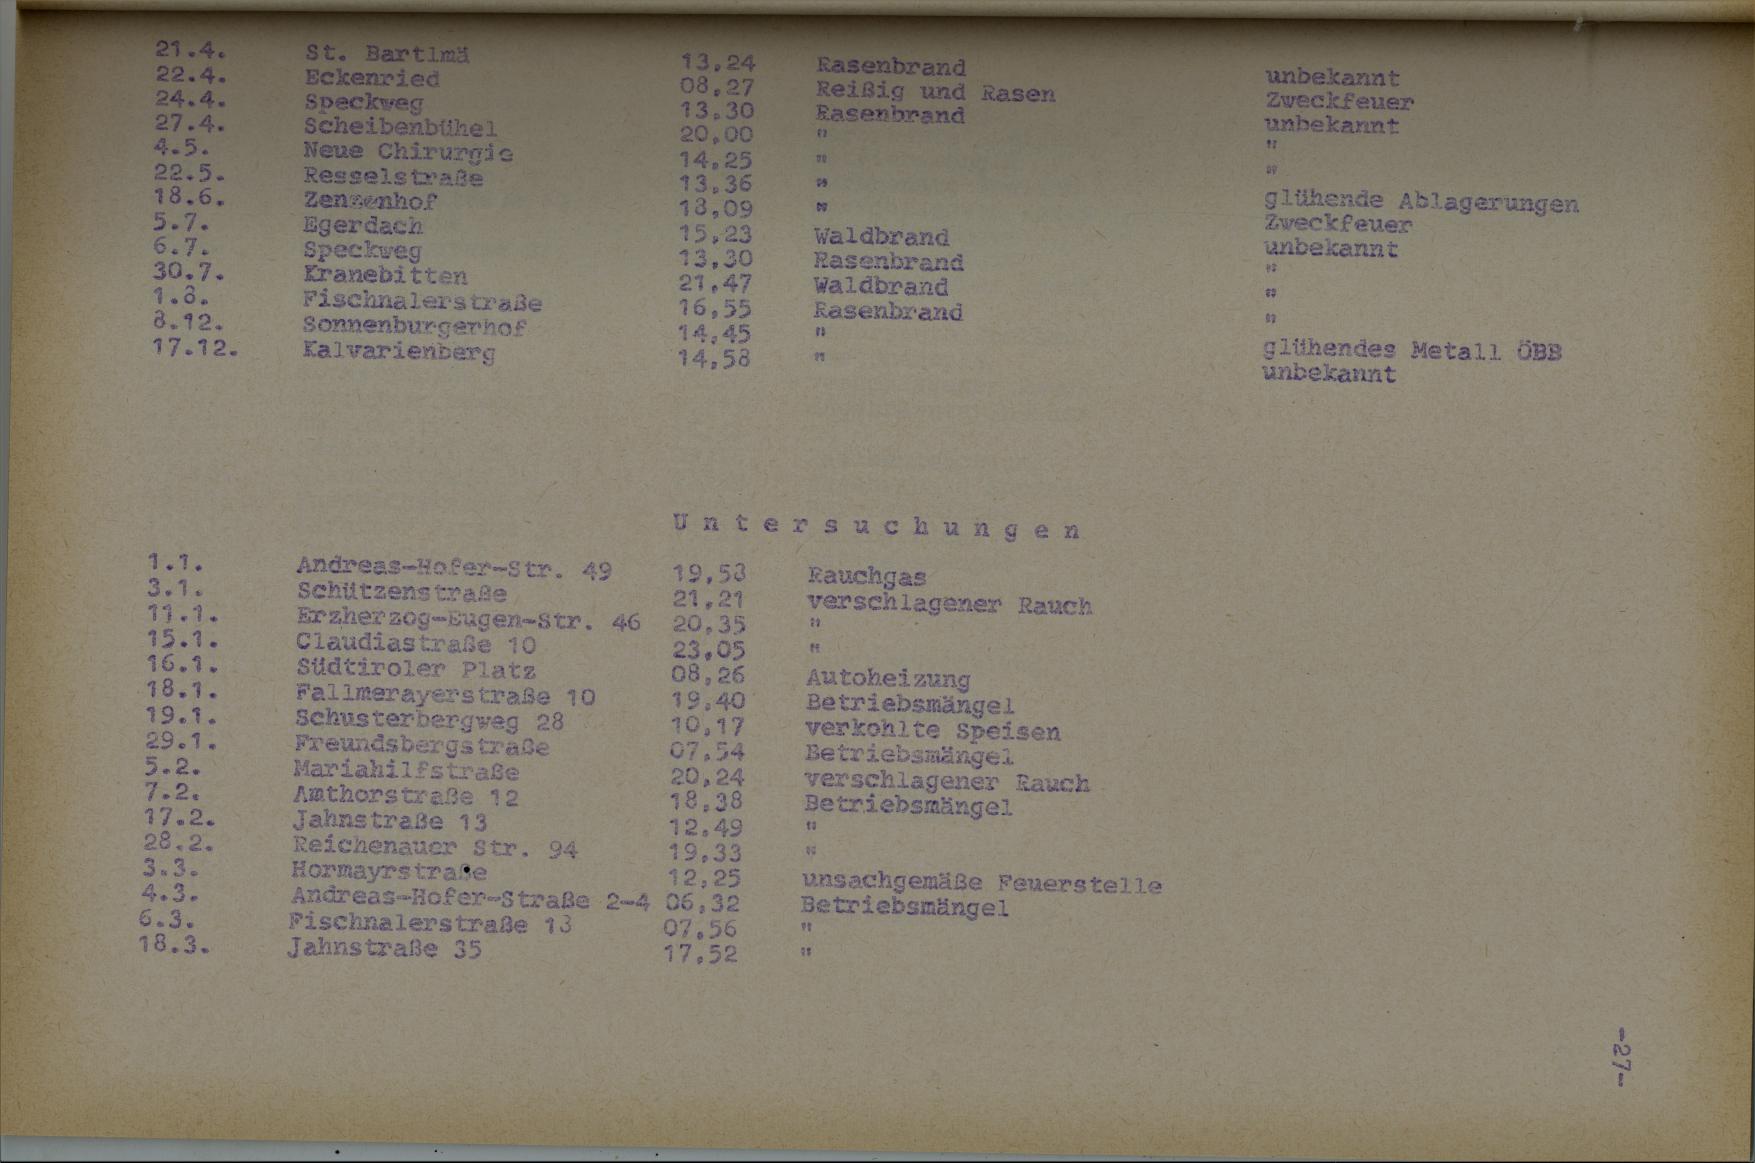 21.4. St. Bartlmä 13,24 Rasenbrand unbekannt
22.4. Eckenried 08,27 Reißig und Rasen Zweckfeuer
24.4. Speckweg 13,30 Rasenbrand unbekannt
27.4. Scheibenbühel 20,00 " "
4.5. Neue Chirurgie 14,25 " "
22.5. Resselstraße 13,36 " glühende Ablagerungen
18.6. Zenzenhof 18,09 " Zweckfeuer
5.7. Egerdach 15,23 Waldbrand unbekannt
6.7. Speckweg 13,30 Rasenbrand "
30.7. Kranebitten 21,47 Waldbrand "
1.8. Fischnalerstraße 16,55 Rasenbrand "
8.12. Sonnenburgerhof 14,45 " glühendes Metall ÖBB
17.12. Kalvarienberg 14,58 " unbekannt
U n t e r s u c h u n g e n
1.1. Andreas-Hofer-Str. 49 19,58 Rauchgas
3.1. Schützenstraße 21,21 verschlagener Rauch
11.1. Erzherzog-Eugen-Str. 46 20,35 "
15.1. Claudiastraße 10 23,05 "
16.1. Südtiroler Platz 08,26 Autoheizung
18.1. Fallmerayerstraße 10 19,40 Betriebsmängel
19.1. Schusterbergweg 28 10,17 verkohlte Speisen
29.1. Freundsbergstraße 07,54 Betriebsmängel
5.2. Mariahilfstraße 20,24 verschlagener Rauch
7.2. Amthorstraße 12 18,38 Betriebsmängel
17.2. Jahnstraße 13 12,49 "
28.2. Reichenauer Str. 94 19,33 "
3.3. Hormayrstraße 12,25 unsachgemäße Feuerstelle
4.3. Andreas-Hofer-Straße 2-4 06,32 Betriebsmängel
6.3. Fischnalerstraße 13 07,56 "
18.3. Jahnstraße 35 17,52 "
-27-